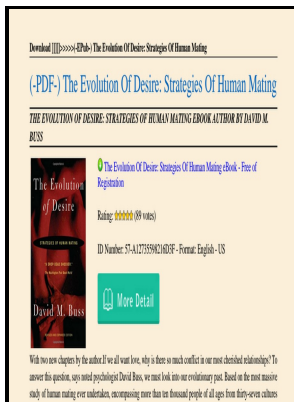 Download []|[]|>>>>>(-EPub-) The Evolution Of Desire: Strategies Of Human Mating
(-PDF-) The Evolution Of Desire: Strategies Of Human Mating
THE EVOLUTION OF DESIRE: STRATEGIES OF HUMAN MATING EBOOK AUTHOR BY DAVID M.
BUSS
The Evolution Of Desire: Strategies Of Human Mating eBook - Free of
Registration
Rating: (89 votes)
ID Number: 57-A12735598216D3F - Format: English - US
More Detail
The Evolution
of Desire
STRATEGIES OF HUMAN MATING
David M. Buss
With two new chapters by the author.If we all want love, why is there so much conflict in our most cherished relationships? To
answer this question, says noted psychologist David Buss, we must look into our evolutionary past. Based on the most massive
study of human mating ever undertaken, encompassing more than ten thousand people of all ages from thirty-seven cultures